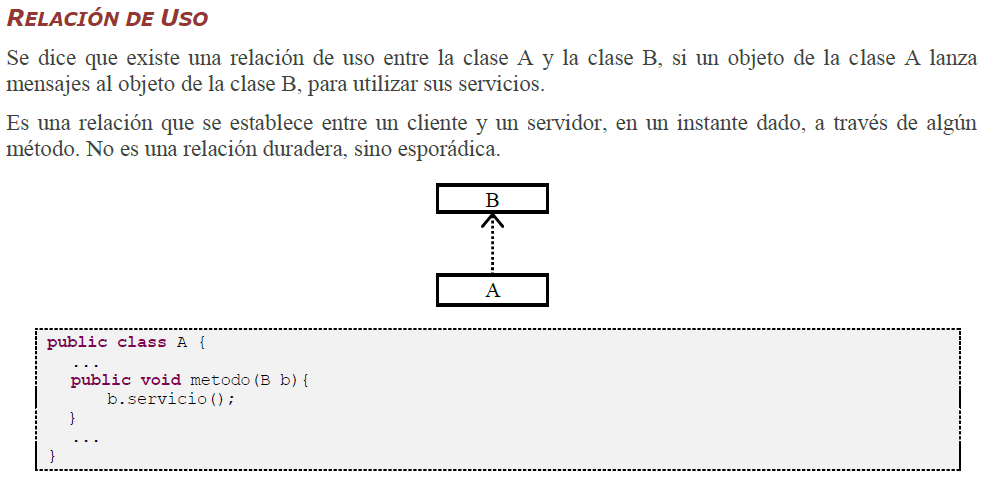 RELACIÓN DE USO
Se dice que existe una relación de uso entre la clase A y la clase B, si un objeto de la clase A lanza
mensajes al objeto de la clase B, para utilizar sus servicios.
Es una relación que se establece entre un cliente y un servidor, en un instante dado, a través de algún
método. No es una relación duradera, sino esporádica.
B
A
public class A {
...
public void metodo(B b){
b.servicio();
}
...
}